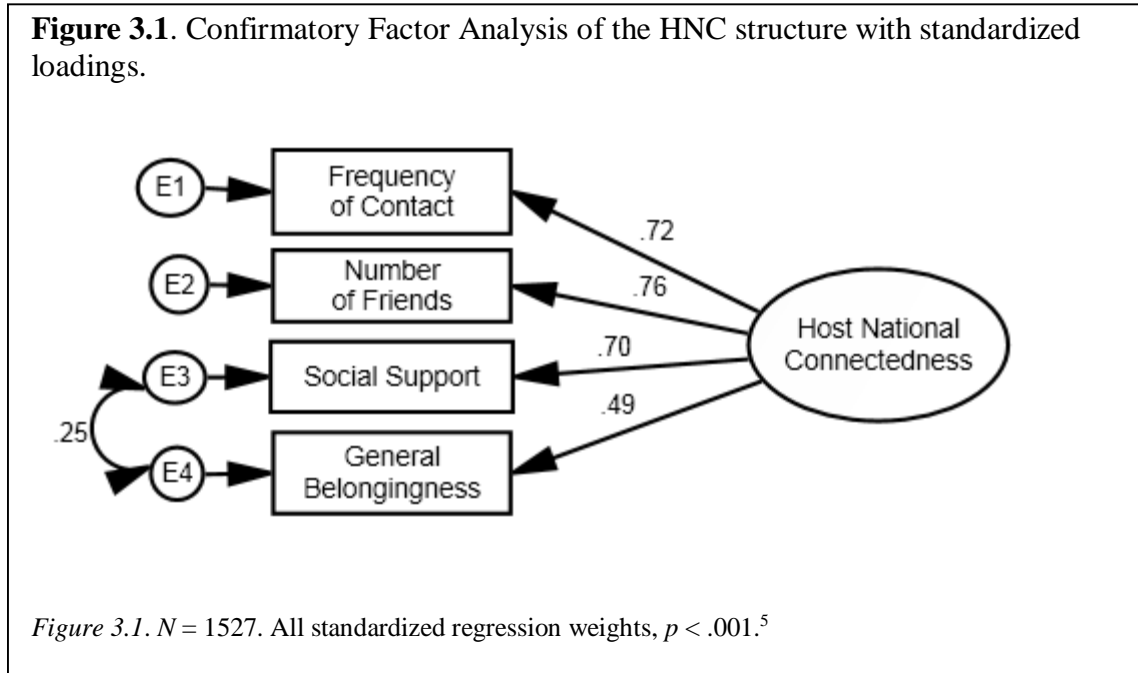 Figure 3.1. Confirmatory Factor Analysis of the HNC structure with standardized
loadings.
E1
Frequency
of Contact
.72
E2
Number
of Friends
.76
Host National
Connectedness
E3
Social Support
.70
.49
.25
E4
General
Belongingness
Figure 3.1. N = 1527. All standardized regression weights, p < .001.5